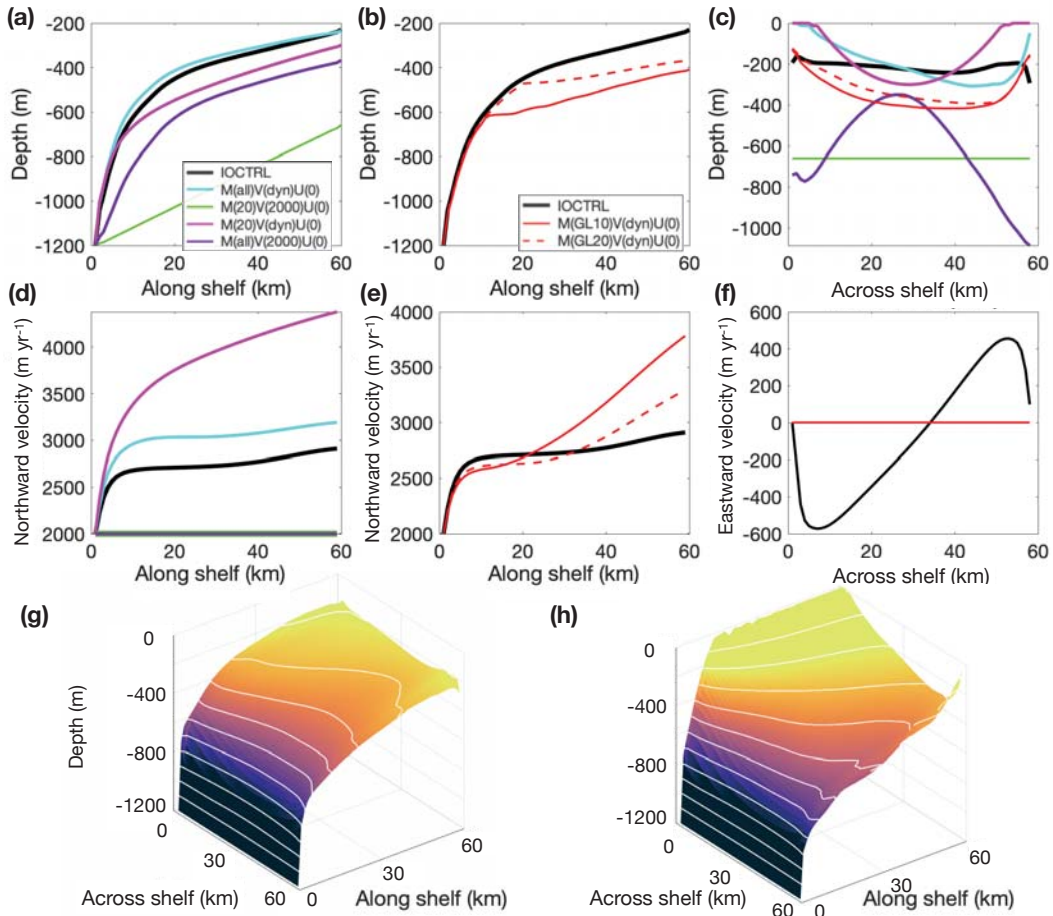 (a)
-200
-400
-600
-800
-1000
-1200
Depth (m)
IOCTRL
M(all)V(dyn)U(0)
M(20)V(2000)U(0)
M(20)V(dyn)U(0)
M(all)V(2000)U(0)
0 20 40 60
Along shelf (km)
(b)
-200
-400
-600
-800
-1000
-1200
Depth (m)
IOCTRL
M(GL10)V(dyn)U(0)
M(GL20)V(dyn)U(0)
0 20 40 60
Along shelf (km)
(c)
0
-200
-400
-600
-800
-1000
Depth (m)
0 20 40 60
Across shelf (km)
(d)
4000
3500
3000
2500
2000
Northward velocity (m yr-1)
0 20 40 60
Along shelf (km)
(e)
4000
3500
3000
2500
2000
Northward velocity (m yr-1)
0 20 40 60
Along shelf (km)
(f)
600
400
200
0
-200
-400
-600
Eastward velocity (m yr-1)
0 20 40 60
Across shelf (km)
(g)
0
-400
-800
-1200
Depth (m)
0
30
60
Across shelf (km)
0
30
60
Along shelf (km)
(h)
0
-400
-800
-1200
0
30
60
Across shelf (km)
0
30
60
Along shelf (km)